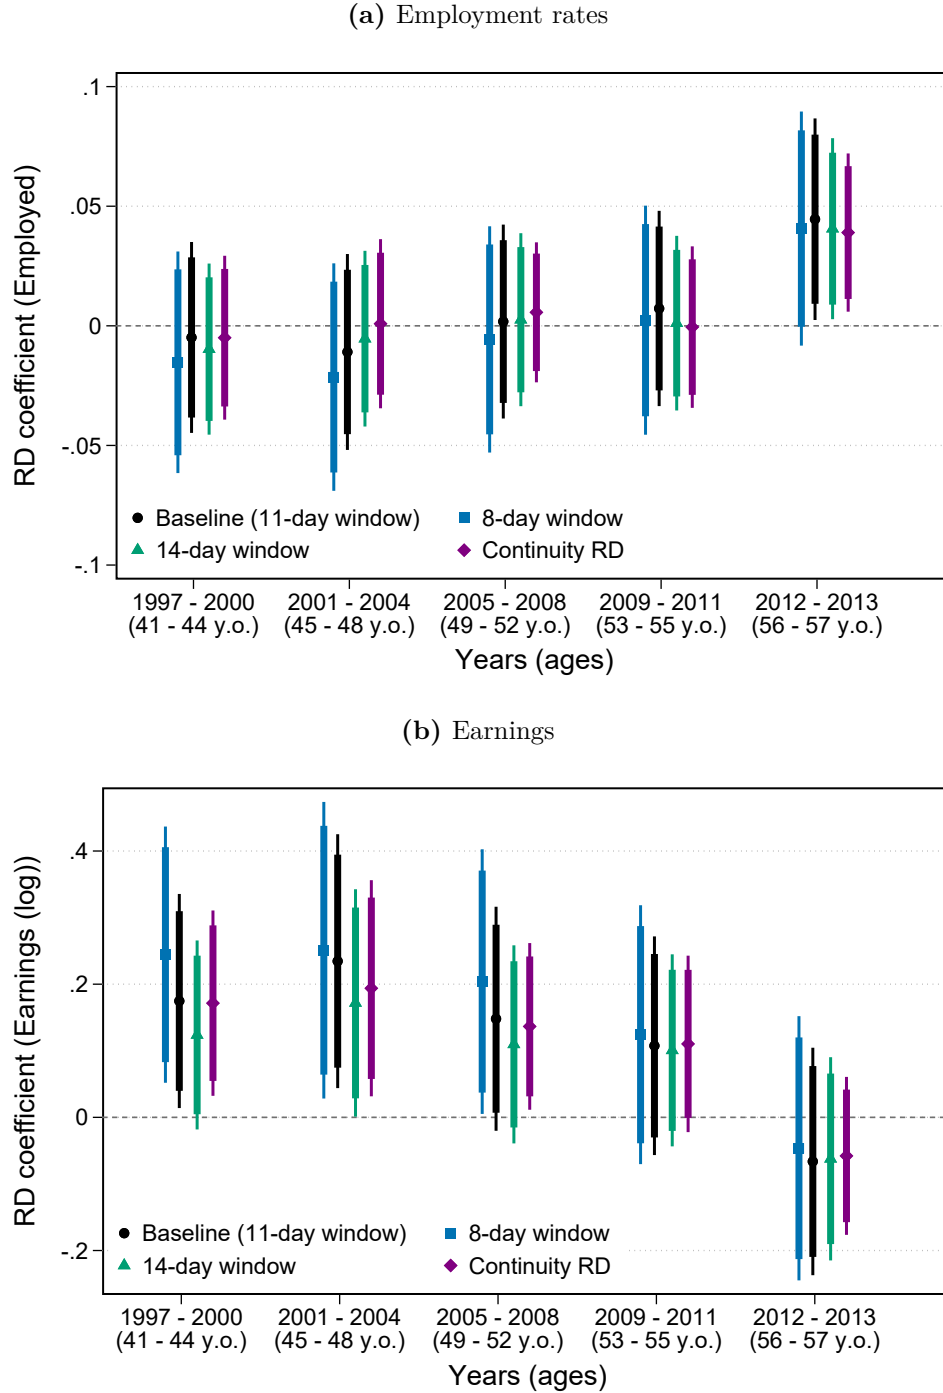 (a) Employment rates
.1
.05
0
-.05
-.1
RD coefficient (Employed)
Baseline (11-day window)
8-day window
14-day window
Continuity RD
1997 - 2000
(41 - 44 y.o.)
2001 - 2004
(45 - 48 y.o.)
2005 - 2008
(49 - 52 y.o.)
2009 - 2011
(53 - 55 y.o.)
2012 - 2013
(56 - 57 y.o.)
Years (ages)
(b) Earnings
.4
.2
0
-.2
RD coefficient (Earnings (log))
Baseline (11-day window)
8-day window
14-day window
Continuity RD
1997 - 2000
(41 - 44 y.o.)
2001 - 2004
(45 - 48 y.o.)
2005 - 2008
(49 - 52 y.o.)
2009 - 2011
(53 - 55 y.o.)
2012 - 2013
(56 - 57 y.o.)
Years (ages)